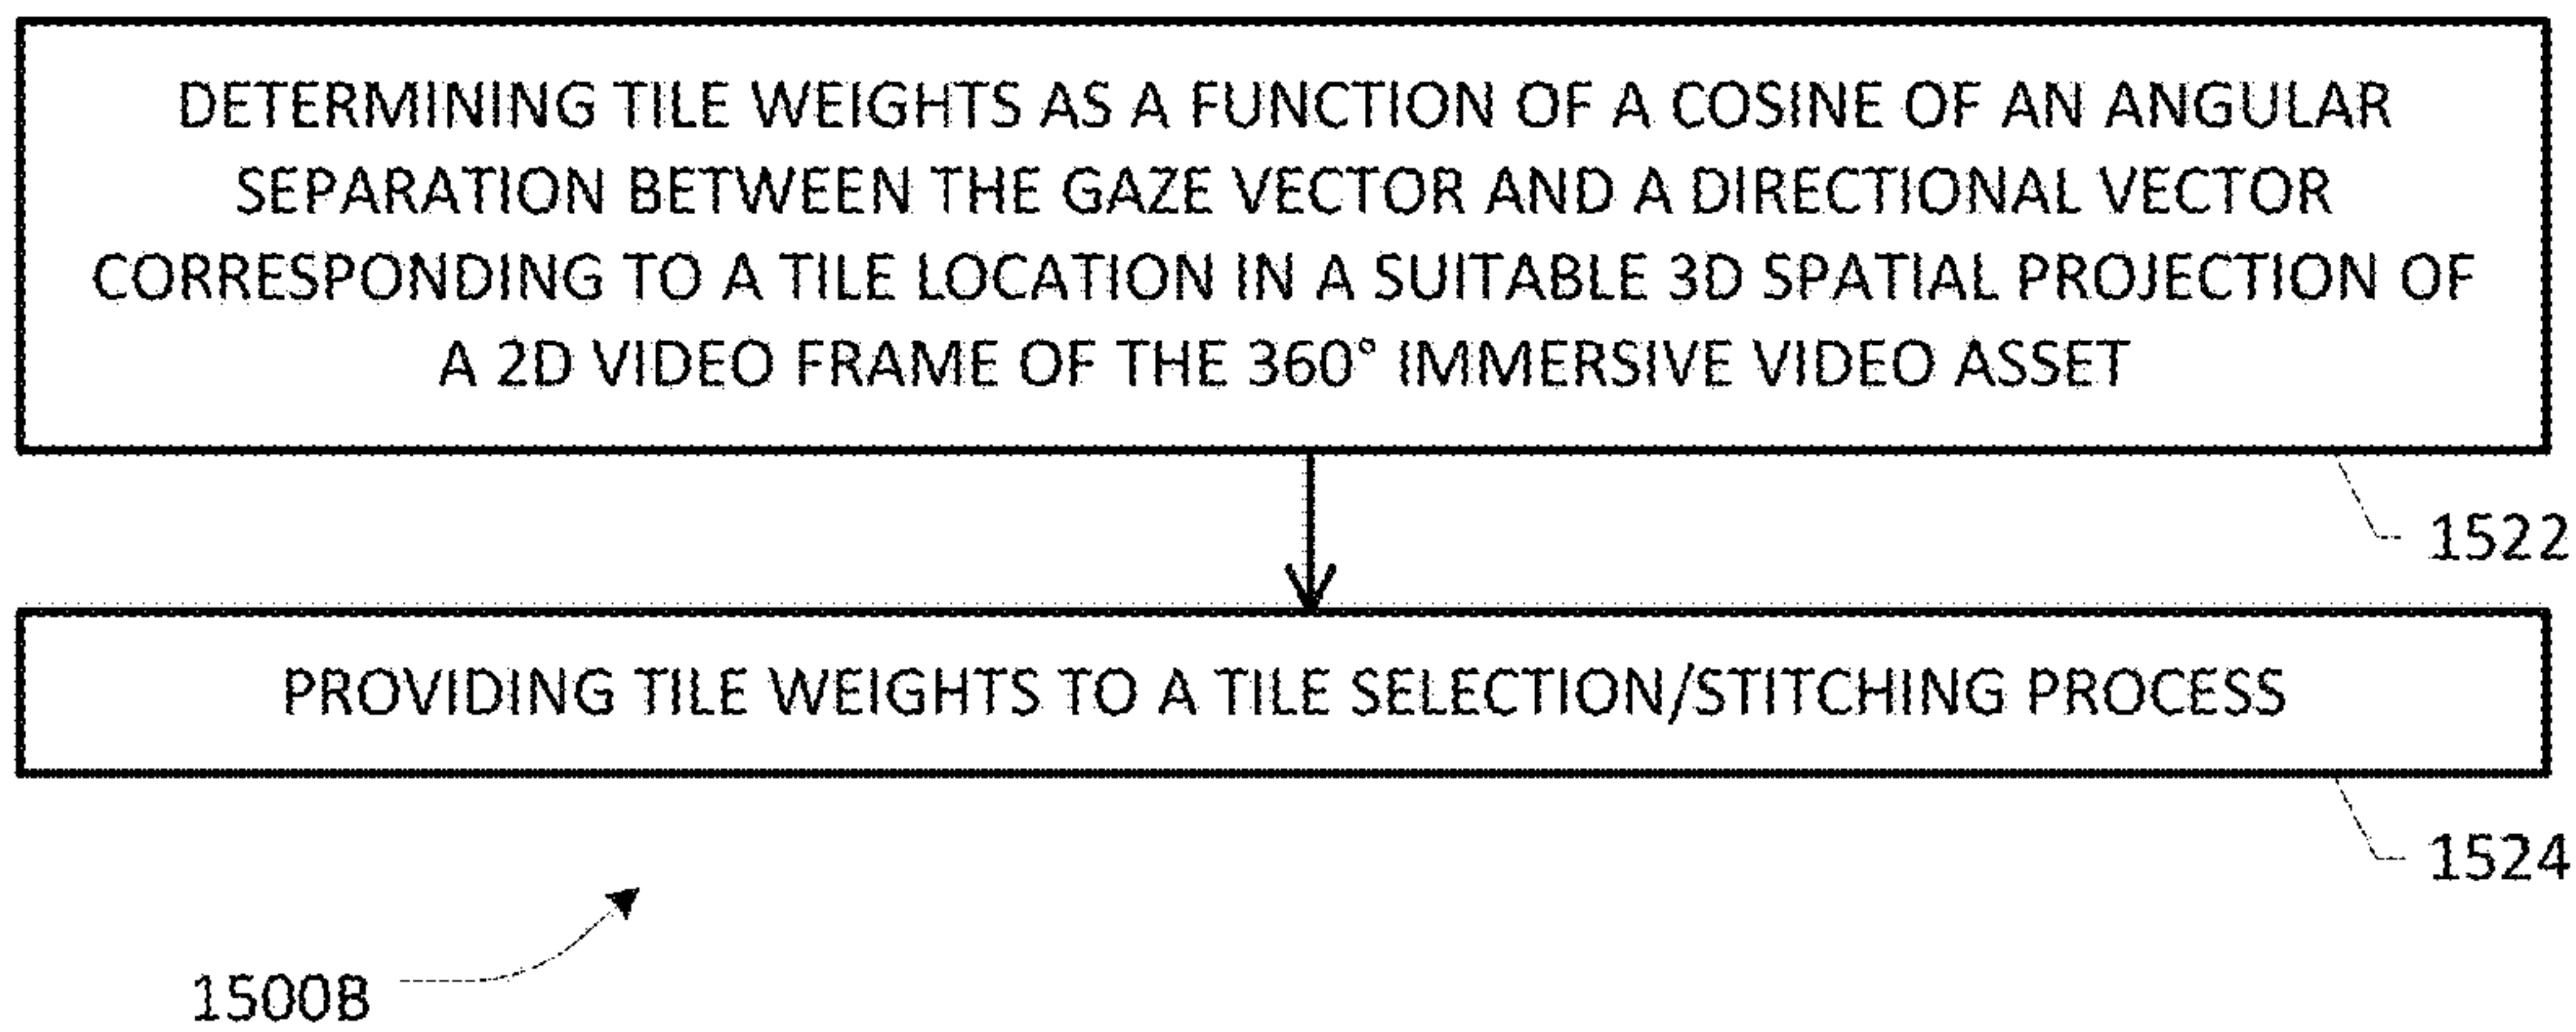 DETERMINING TILE WEIGHTS AS A FUNCTION OF A COSINE OF AN ANGULAR
SEPARATION BETWEEN THE GAZE VECTOR AND A DIRECTIONAL VECTOR
CORRESPONDING TO A TILE LOCATION IN A SUITABLE 3D SPATIAL PROJECTION OF
A 2D VIDEO FRAME OF THE 360° IMMERSIVE VIDEO ASSET
1522
PROVIDING TILE WEIGHTS TO A TILE SELECTION/STITCHING PROCESS
1524
1500B